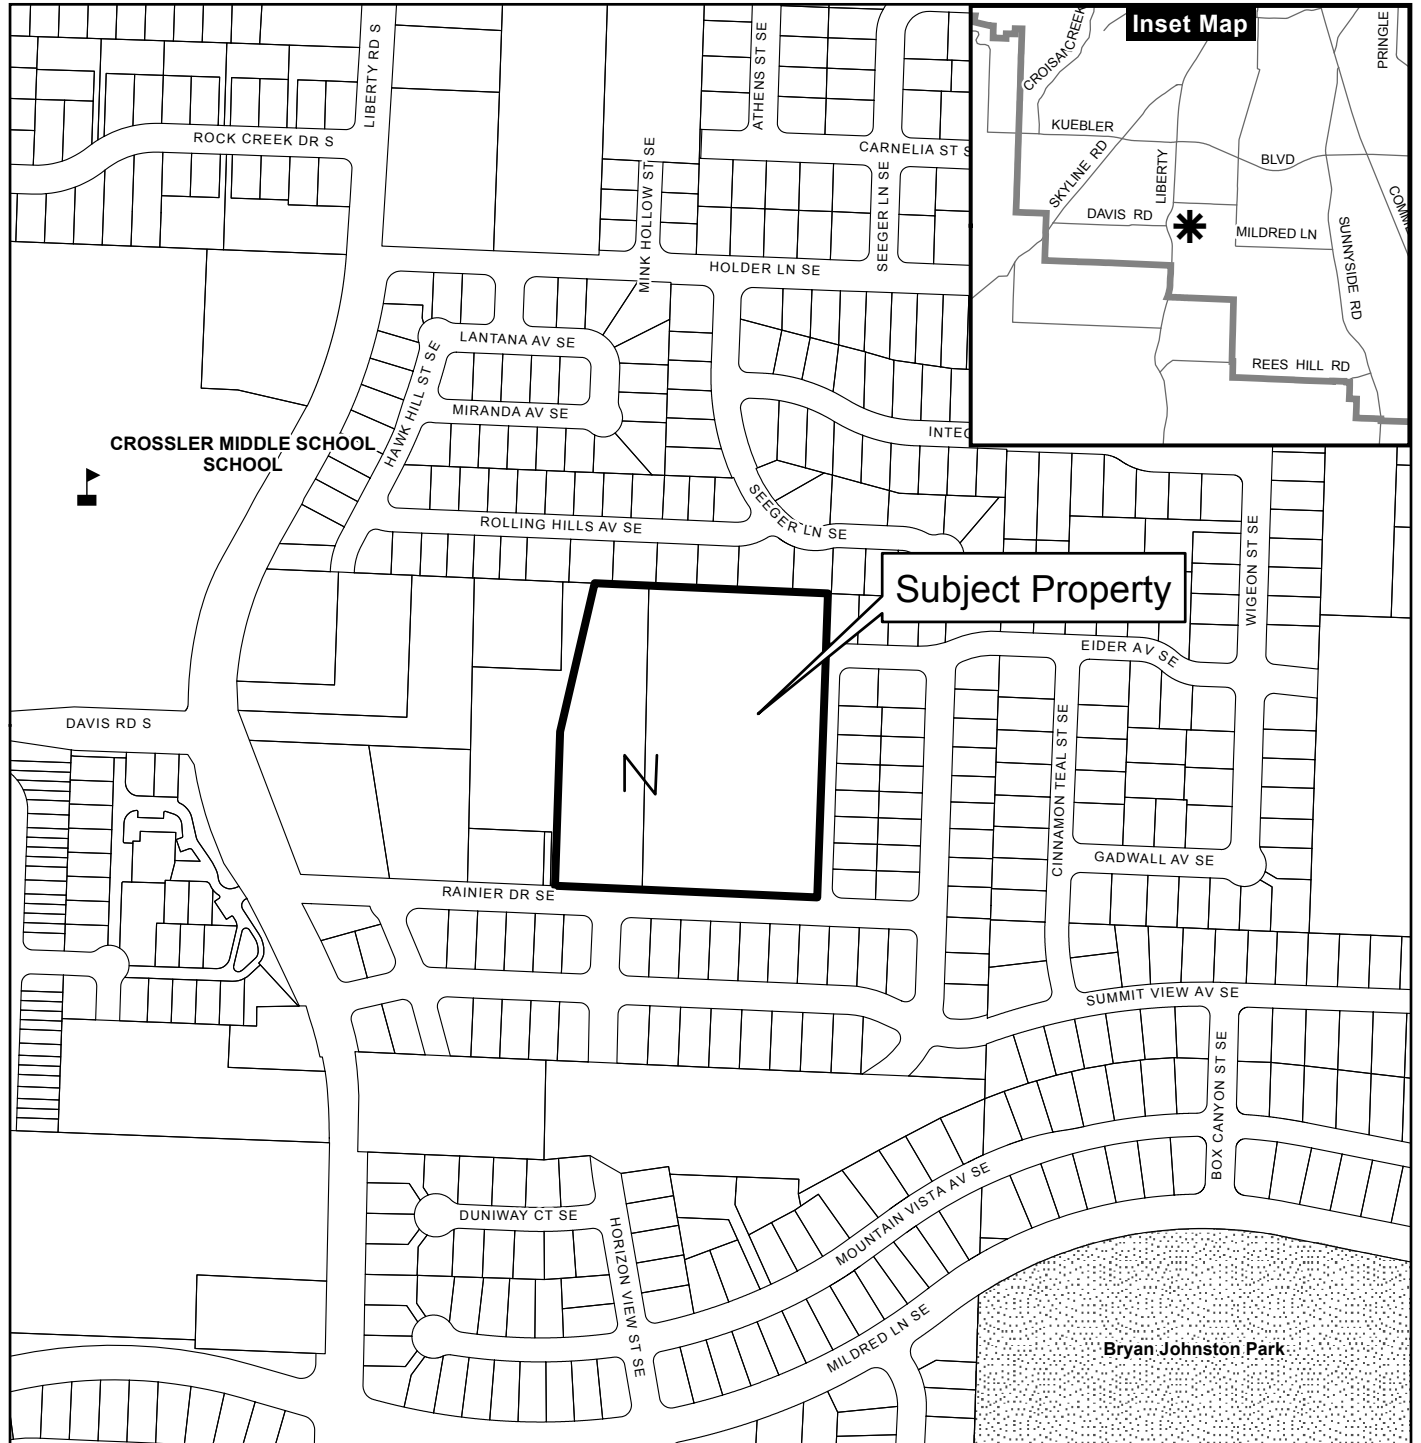 Inset Map
CROISAN CREEK
PRINGLE
KUEBLER
BLVD
SKYLINE RD
LIBERTY
DAVIS RD
MILDRED LN
SUNNYSIDE RD
REES HILL RD
LIBERTY RD S
ATHENS ST SE
ROCK CREEK DR S
CARNELIA ST S
MINK HOLLOW ST SE
SEEGER LN SE
HOLDER LN SE
LANTANA AV SE
HAWK HILL ST SE
MIRANDA AV SE
CROSSLER MIDDLE SCHOOL
SCHOOL
ROLLING HILLS AV SE
SEEGER LN SE
WIGEON ST SE
Subject Property
EIDER AV SE
DAVIS RD S
CINNAMON TEAL ST SE
N
GADWALL AV SE
RAINIER DR SE
SUMMIT VIEW AV SE
BOX CANYON ST SE
DUNIWAY CT SE
HORIZON VIEW ST SE
MOUNTAIN VISTA AV SE
MILDRED LN SE
Bryan Johnston Park